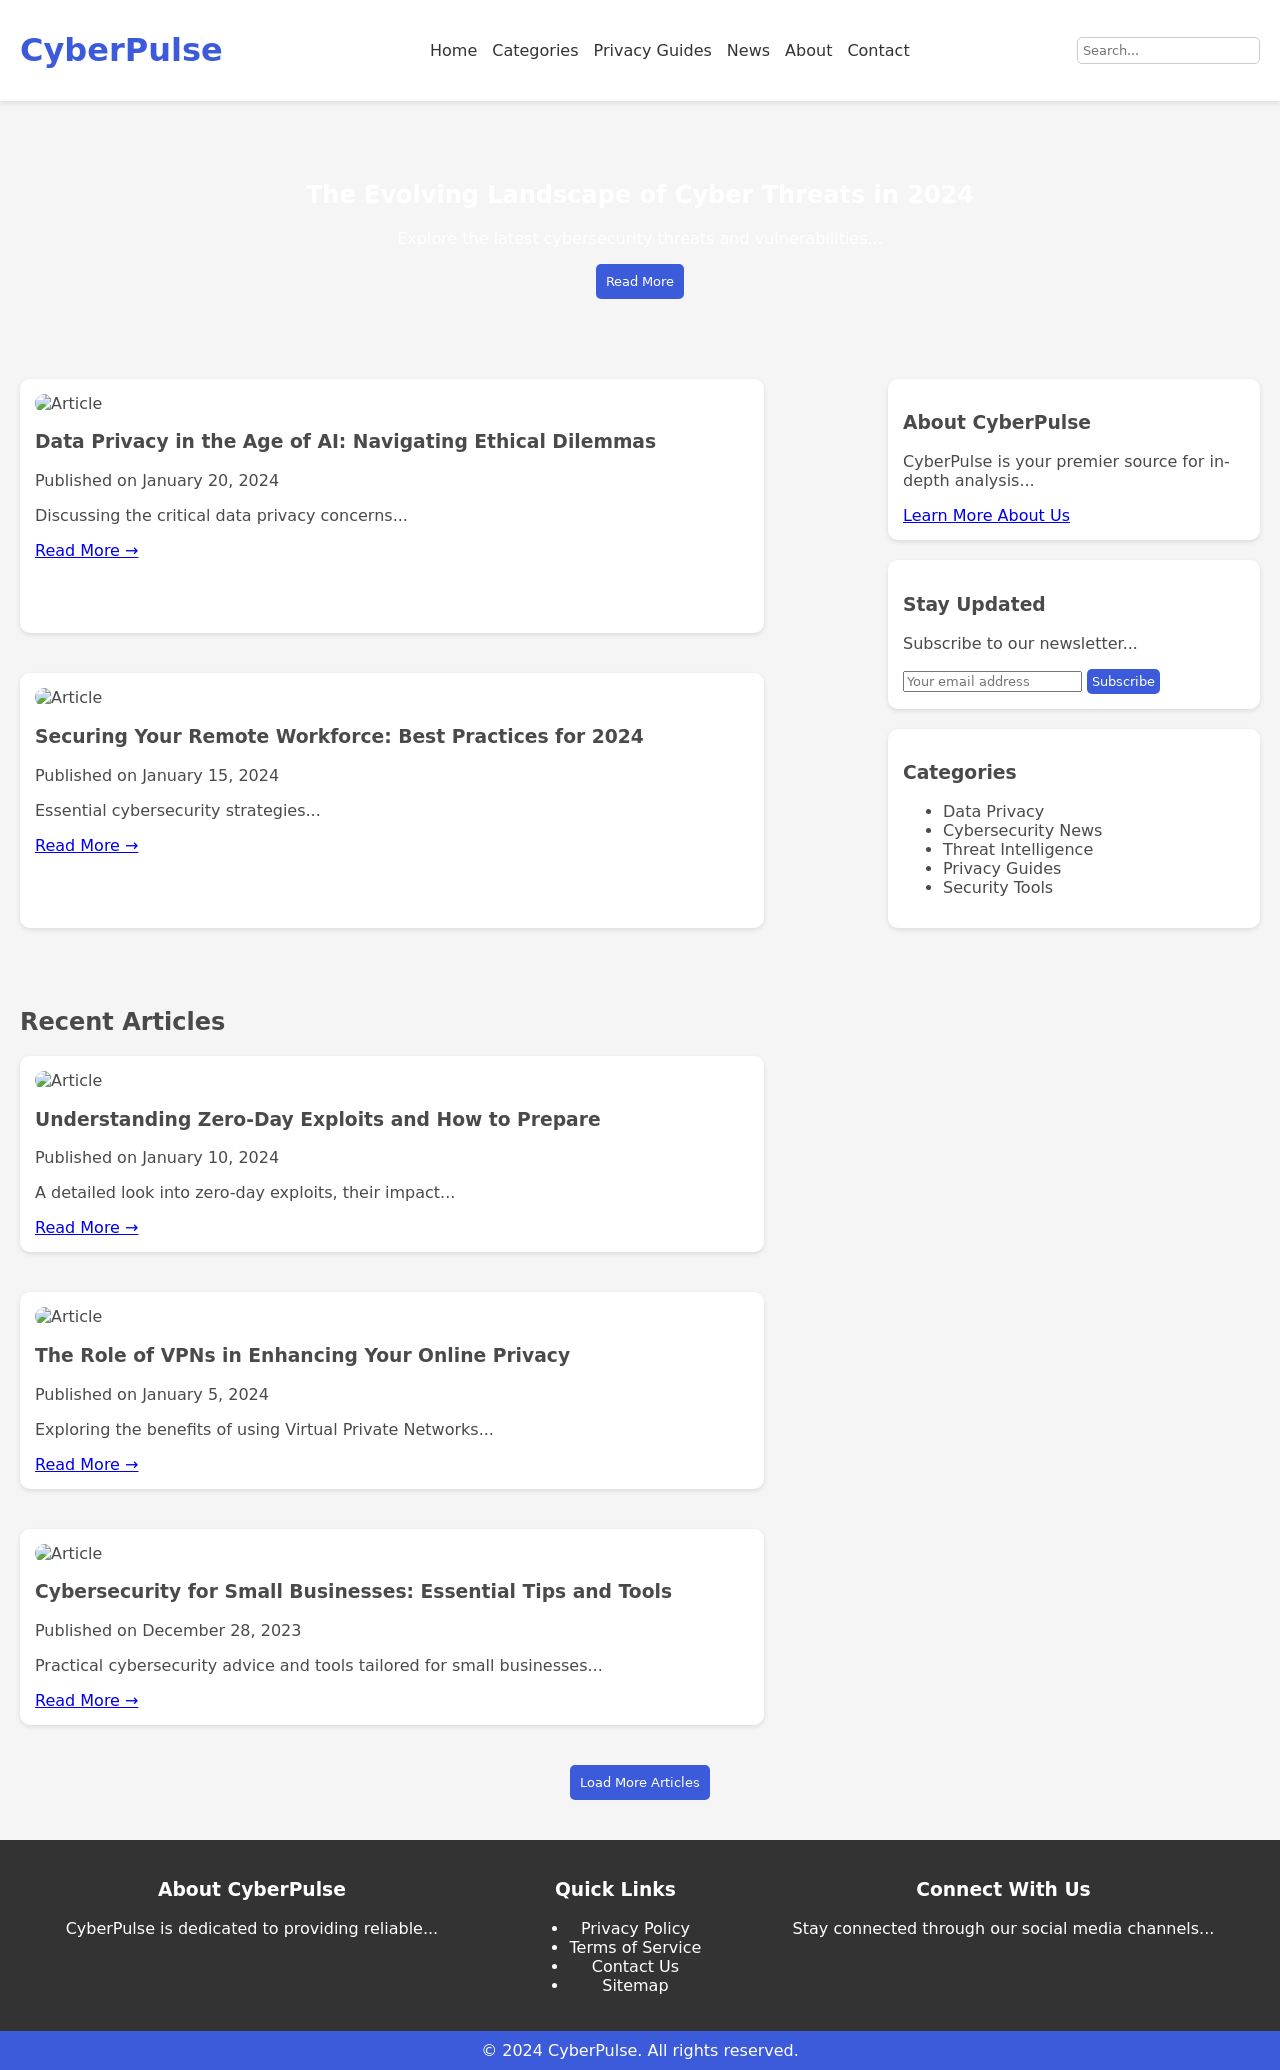 CyberPulse
Home Categories Privacy Guides News About Contact
Search...
The Evolving Landscape of Cyber Threats in 2024
Explore the latest cybersecurity threats and vulnerabilities...
Read More
Article
Data Privacy in the Age of AI: Navigating Ethical Dilemmas
Published on January 20, 2024
Discussing the critical data privacy concerns...
Read More →
Article
Securing Your Remote Workforce: Best Practices for 2024
Published on January 15, 2024
Essential cybersecurity strategies...
Read More →
About CyberPulse
CyberPulse is your premier source for in-
depth analysis...
Learn More About Us
Stay Updated
Subscribe to our newsletter...
Your email address Subscribe
Categories
• Data Privacy
• Cybersecurity News
• Threat Intelligence
• Privacy Guides
• Security Tools
Recent Articles
Article
Understanding Zero-Day Exploits and How to Prepare
Published on January 10, 2024
A detailed look into zero-day exploits, their impact...
Read More →
Article
The Role of VPNs in Enhancing Your Online Privacy
Published on January 5, 2024
Exploring the benefits of using Virtual Private Networks...
Read More →
Article
Cybersecurity for Small Businesses: Essential Tips and Tools
Published on December 28, 2023
Practical cybersecurity advice and tools tailored for small businesses...
Read More →
Load More Articles
About CyberPulse
CyberPulse is dedicated to providing reliable...
Quick Links
• Privacy Policy
• Terms of Service
• Contact Us
• Sitemap
Connect With Us
Stay connected through our social media channels...
© 2024 CyberPulse. All rights reserved.